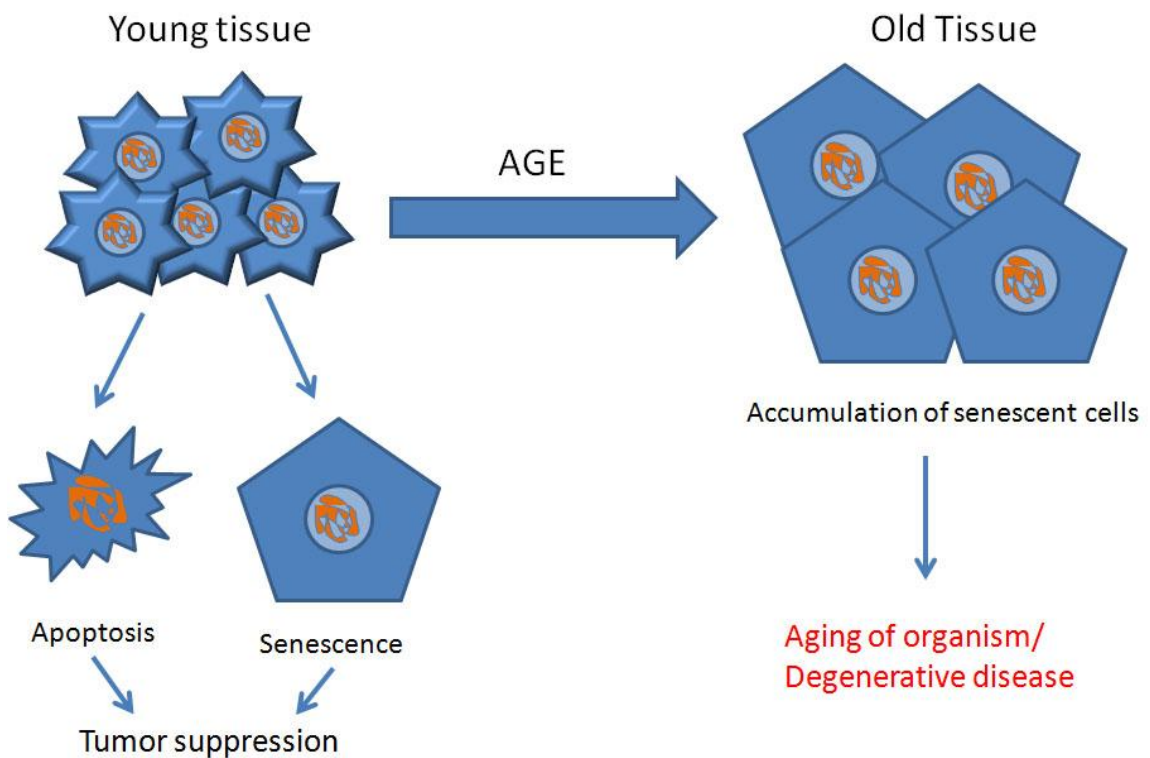 Young tissue
Old Tissue
AGE
Accumulation of senescent cells
Apoptosis
Senescence
Aging of organism/
Degenerative disease
Tumor suppression